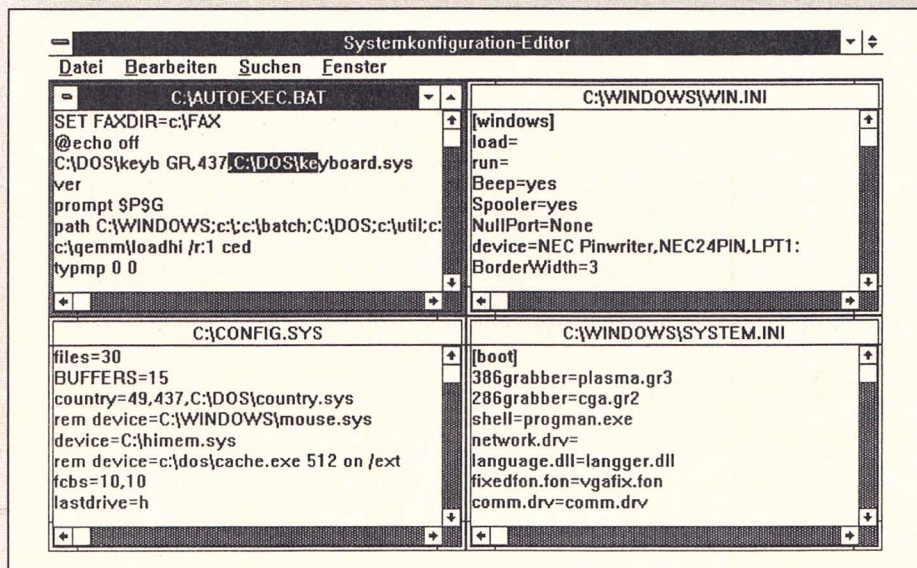 Systemkonfiguration-Editor
Datei Bearbeiten Suchen Fenster
C:\AUTOEXEC.BAT
SET FAXDIR=c:\FAX
@echo off
C:\DOS\keyb GR,437,C:\DOS\keyboard.sys
ver
prompt $P$G
path C:\WINDOWS;c:\;c:\batch;C:\DOS;c:\util;c:
c:\qemm\loadhi /r:1 ced
typmp 0 0
C:\WINDOWS\WIN.INI
[windows]
load=
run=
Beep=yes
Spooler=yes
NullPort=None
device=NEC Pinwriter,NEC24PIN,LPT1:
BorderWidth=3
C:\CONFIG.SYS
files=30
BUFFERS=15
country=49,437,C:\DOS\country.sys
rem device=C:\WINDOWS\mouse.sys
device=C:\himem.sys
rem device=c:\dos\cache.exe 512 on /ext
fcbs=10,10
lastdrive=h
C:\WINDOWS\SYSTEM.INI
[boot]
386grabber=plasma.gr3
286grabber=cga.gr2
shell=progman.exe
network.drv=
language.dll=langger.dll
fixedfon.fon=vgafix.fon
comm.drv=comm.drv